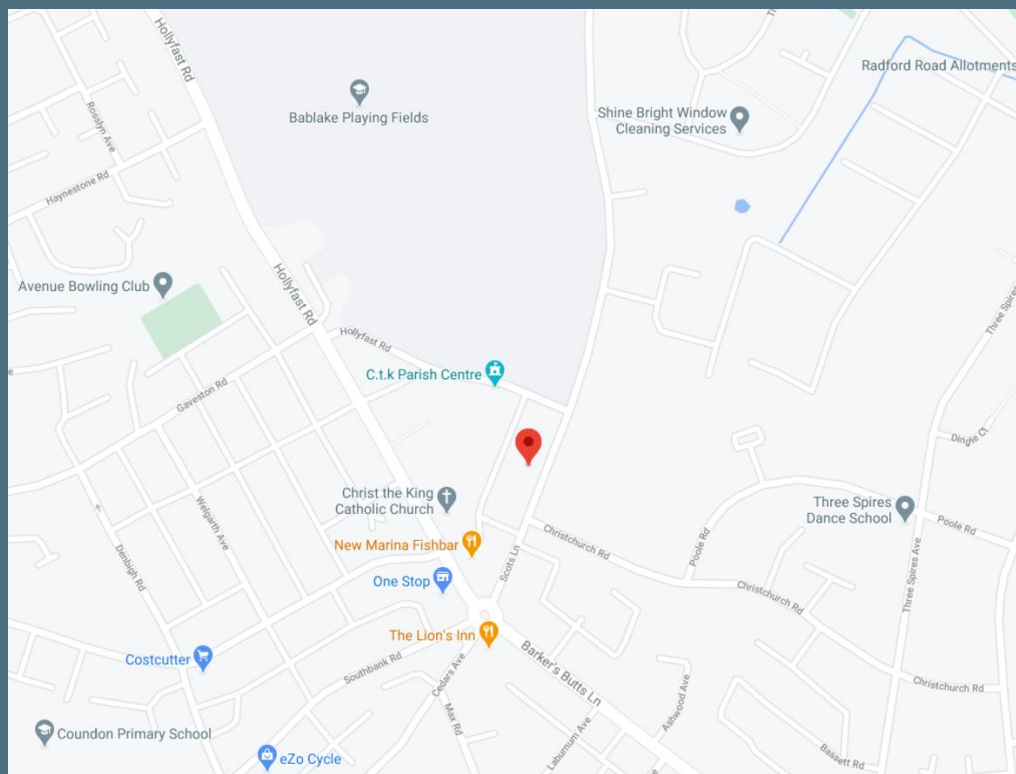 Hollyfast Rd
Th
Radford Road Allotments
Bablake Playing Fields
Shine Bright Window
Cleaning Services
Rosslyn Ave
Haynestone Rd
Avenue Bowling Club
Hollyfast Rd
Three Spires
Hollyfast Rd
C.t.k Parish Centre
Gaveston Rd
Dingle Ct
Christ the King
Catholic Church
Three Spires
Dance School
Poole Rd
Welgarth Ave
New Marina Fishbar
Christchurch Rd
Poole Rd
Denbigh Rd
Scots Ln
One Stop
Three Spires Ave
Christchurch Rd
The Lion's Inn
Costcutter
Southbank Rd
Cedars Ave
Barker's Butts Ln
Christchurch Rd
Ashwood Ave
Max Rd
Coundon Primary School
Laburnum Ave
eZo Cycle
Bassett Rd